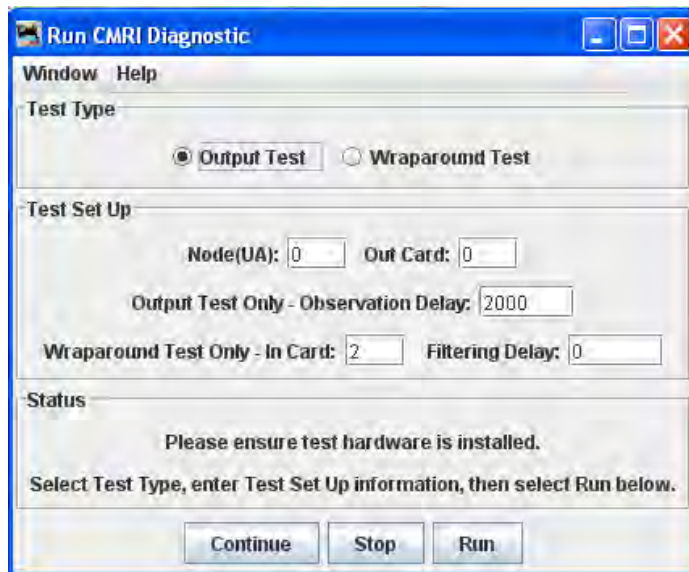 Run CMRI Diagnostic
Window Help
Test Type
Output Test Wraparound Test
Test Set Up
Node(UA): 0 Out Card: 0
Output Test Only - Observation Delay: 2000
Wraparound Test Only - In Card: 2 Filtering Delay: 0
Status
Please ensure test hardware is installed.
Select Test Type, enter Test Set Up information, then select Run below.
Continue Stop Run